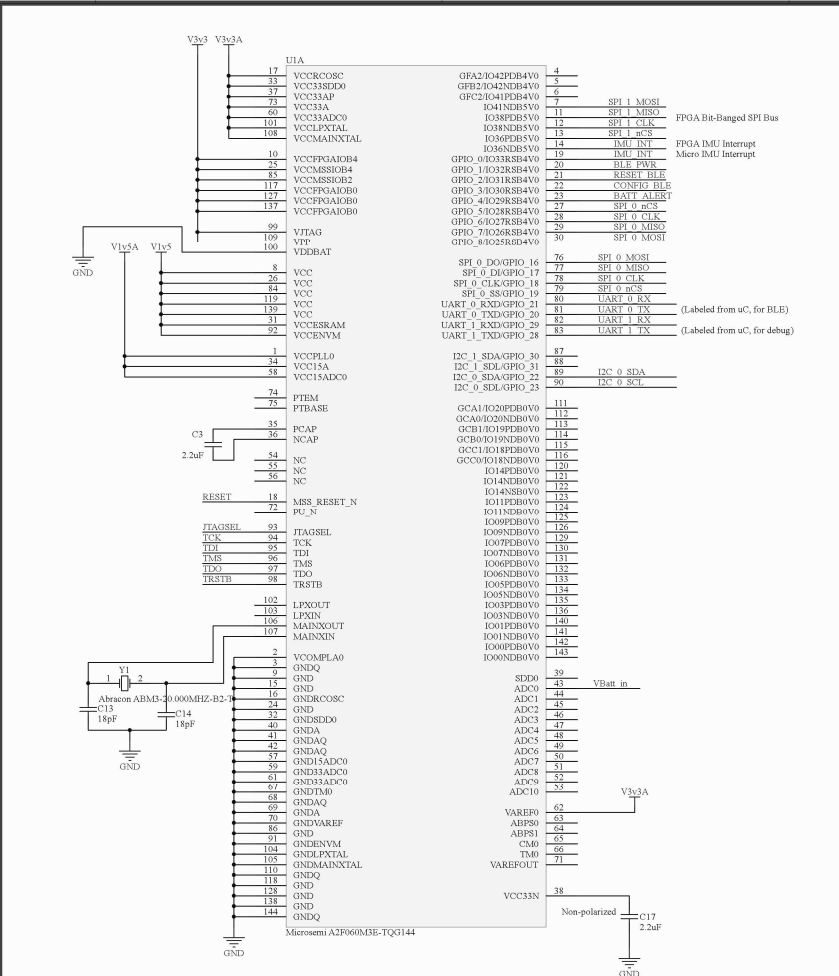 V3v3 V3v3A
U1A
17 VCCRCOSC
33 VCC33SDD0
37 VCC33AP
73 VCC33A
60 VCC33ADC0
101 VCCLPXTAL
108 VCCMAINXTAL
10 VCCFPGAIOB4
25 VCCMSSIOB4
85 VCCMSSIOB2
117 VCCFPGAIOB0
127 VCCFPGAIOB0
137 VCCFPGAIOB0
99 VJTAG
109 VPP
100 VDDBAT
GND
V1v5A V1v5
8 VCC
26 VCC
84 VCC
119 VCC
139 VCC
31 VCCESRAM
92 VCCENVM
1 VCCPLL0
34 VCC15A
58 VCC15ADC0
74 PTEM
75 PTBASE
35 PCAP
36 NCAP
C3
2.2uF
54 NC
55 NC
56 NC
RESET 18 MSS_RESET_N
72 PU_N
JTAGSEL 93 JTAGSEL
TCK 94 TCK
TDI 95 TDI
TMS 96 TMS
TDO 97 TDO
TRSTB 98 TRSTB
102 LPXOUT
103 LPXIN
106 MAINXOUT
107 MAINXIN
2 VCOMPLA0
3 GNDQ
9 GND
15 GND
16 GNDRCOSC
24 GND
32 GNDSDD0
40 GNDA
41 GNDAQ
42 GNDAQ
57 GND15ADC0
59 GND33ADC0
61 GND33ADC0
67 GNDTM0
68 GNDAQ
69 GNDA
70 GNDVAREF
86 GND
91 GNDENVM
104 GNDLPXTAL
105 GNDMAINXTAL
110 GNDQ
118 GND
128 GND
138 GND
144 GNDQ
GND
Y1
1 2
Abracon ABM3-20.000MHZ-B2-T
C13
18pF
C14
18pF
GND
GFA2/IO42PDB4V0 4
GFB2/IO42NDB4V0 5
GFC2/IO41PDB4V0 6
IO41NDB5V0 7 SPI_1_MOSI
IO38PDB5V0 11 SPI_1_MISO
IO38NDB5V0 12 SPI_1_CLK
IO36PDB5V0 13 SPI_1_nCS
IO36NDB5V0 14 IMU_INT
GPIO_0/IO33RSB4V0 19 IMU_INT
GPIO_1/IO32RSB4V0 20 BLE_PWR
GPIO_2/IO31RSB4V0 21 RESET_BLE
GPIO_3/IO30RSB4V0 22 CONFIG_BLE
GPIO_4/IO29RSB4V0 23 BATT_ALERT
GPIO_5/IO28RSB4V0 27 SPI_0_nCS
GPIO_6/IO27RSB4V0 28 SPI_0_CLK
GPIO_7/IO26RSB4V0 29 SPI_0_MISO
GPIO_8/IO25RSB4V0 30 SPI_0_MOSI
FPGA Bit-Banged SPI Bus
FPGA IMU Interrupt
Micro IMU Interrupt
SPI_0_DO/GPIO_16 76 SPI_0_MOSI
SPI_0_DI/GPIO_17 77 SPI_0_MISO
SPI_0_CLK/GPIO_18 78 SPI_0_CLK
SPI_0_SS/GPIO_19 79 SPI_0_nCS
UART_0_RXD/GPIO_21 80 UART_0_RX
UART_0_TXD/GPIO_20 81 UART_0_TX (Labeled from uC, for BLE)
UART_1_RXD/GPIO_29 82 UART_1_RX
UART_1_TXD/GPIO_28 83 UART_1_TX (Labeled from uC, for debug)
I2C_1_SDA/GPIO_30 87
I2C_1_SDL/GPIO_31 88
I2C_0_SDA/GPIO_22 89 I2C_0_SDA
I2C_0_SDL/GPIO_23 90 I2C_0_SCL
GCA1/IO20PDB0V0 111
GCA0/IO20NDB0V0 112
GCB1/IO19PDB0V0 113
GCB0/IO19NDB0V0 114
GCC1/IO18PDB0V0 115
GCC0/IO18NDB0V0 116
IO14PDB0V0 120
IO14NDB0V0 121
IO14NSB0V0 122
IO11PDB0V0 123
IO11NDB0V0 124
IO09PDB0V0 125
IO09NDB0V0 126
IO07PDB0V0 129
IO07NDB0V0 130
IO06PDB0V0 131
IO06NDB0V0 132
IO05PDB0V0 133
IO05NDB0V0 134
IO03PDB0V0 135
IO03NDB0V0 136
IO01PDB0V0 140
IO01NDB0V0 141
IO00PDB0V0 142
IO00NDB0V0 143
SDD0 39
ADC0 43 VBatt_in
ADC1 44
ADC2 45
ADC3 46
ADC4 47
ADC5 48
ADC6 49
ADC7 50
ADC8 51
ADC9 52
ADC10 53
V3v3A
VAREF0 62
ABPS0 63
ABPS1 64
CM0 65
TM0 66
VAREFOUT 71
VCC33N 38
Non-polarized C17
2.2uF
GND
Microsemi A2F060M3E-TQG144